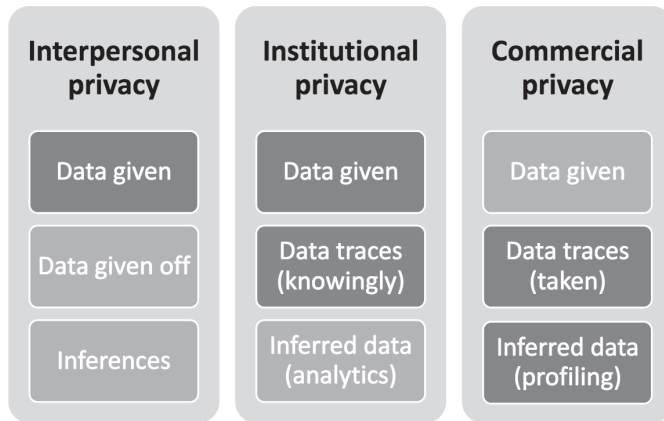 Interpersonal
privacy
Data given
Data given off
Inferences
Institutional
privacy
Data given
Data traces
(knowingly)
Inferred data
(analytics)
Commercial
privacy
Data given
Data traces
(taken)
Inferred data
(profiling)